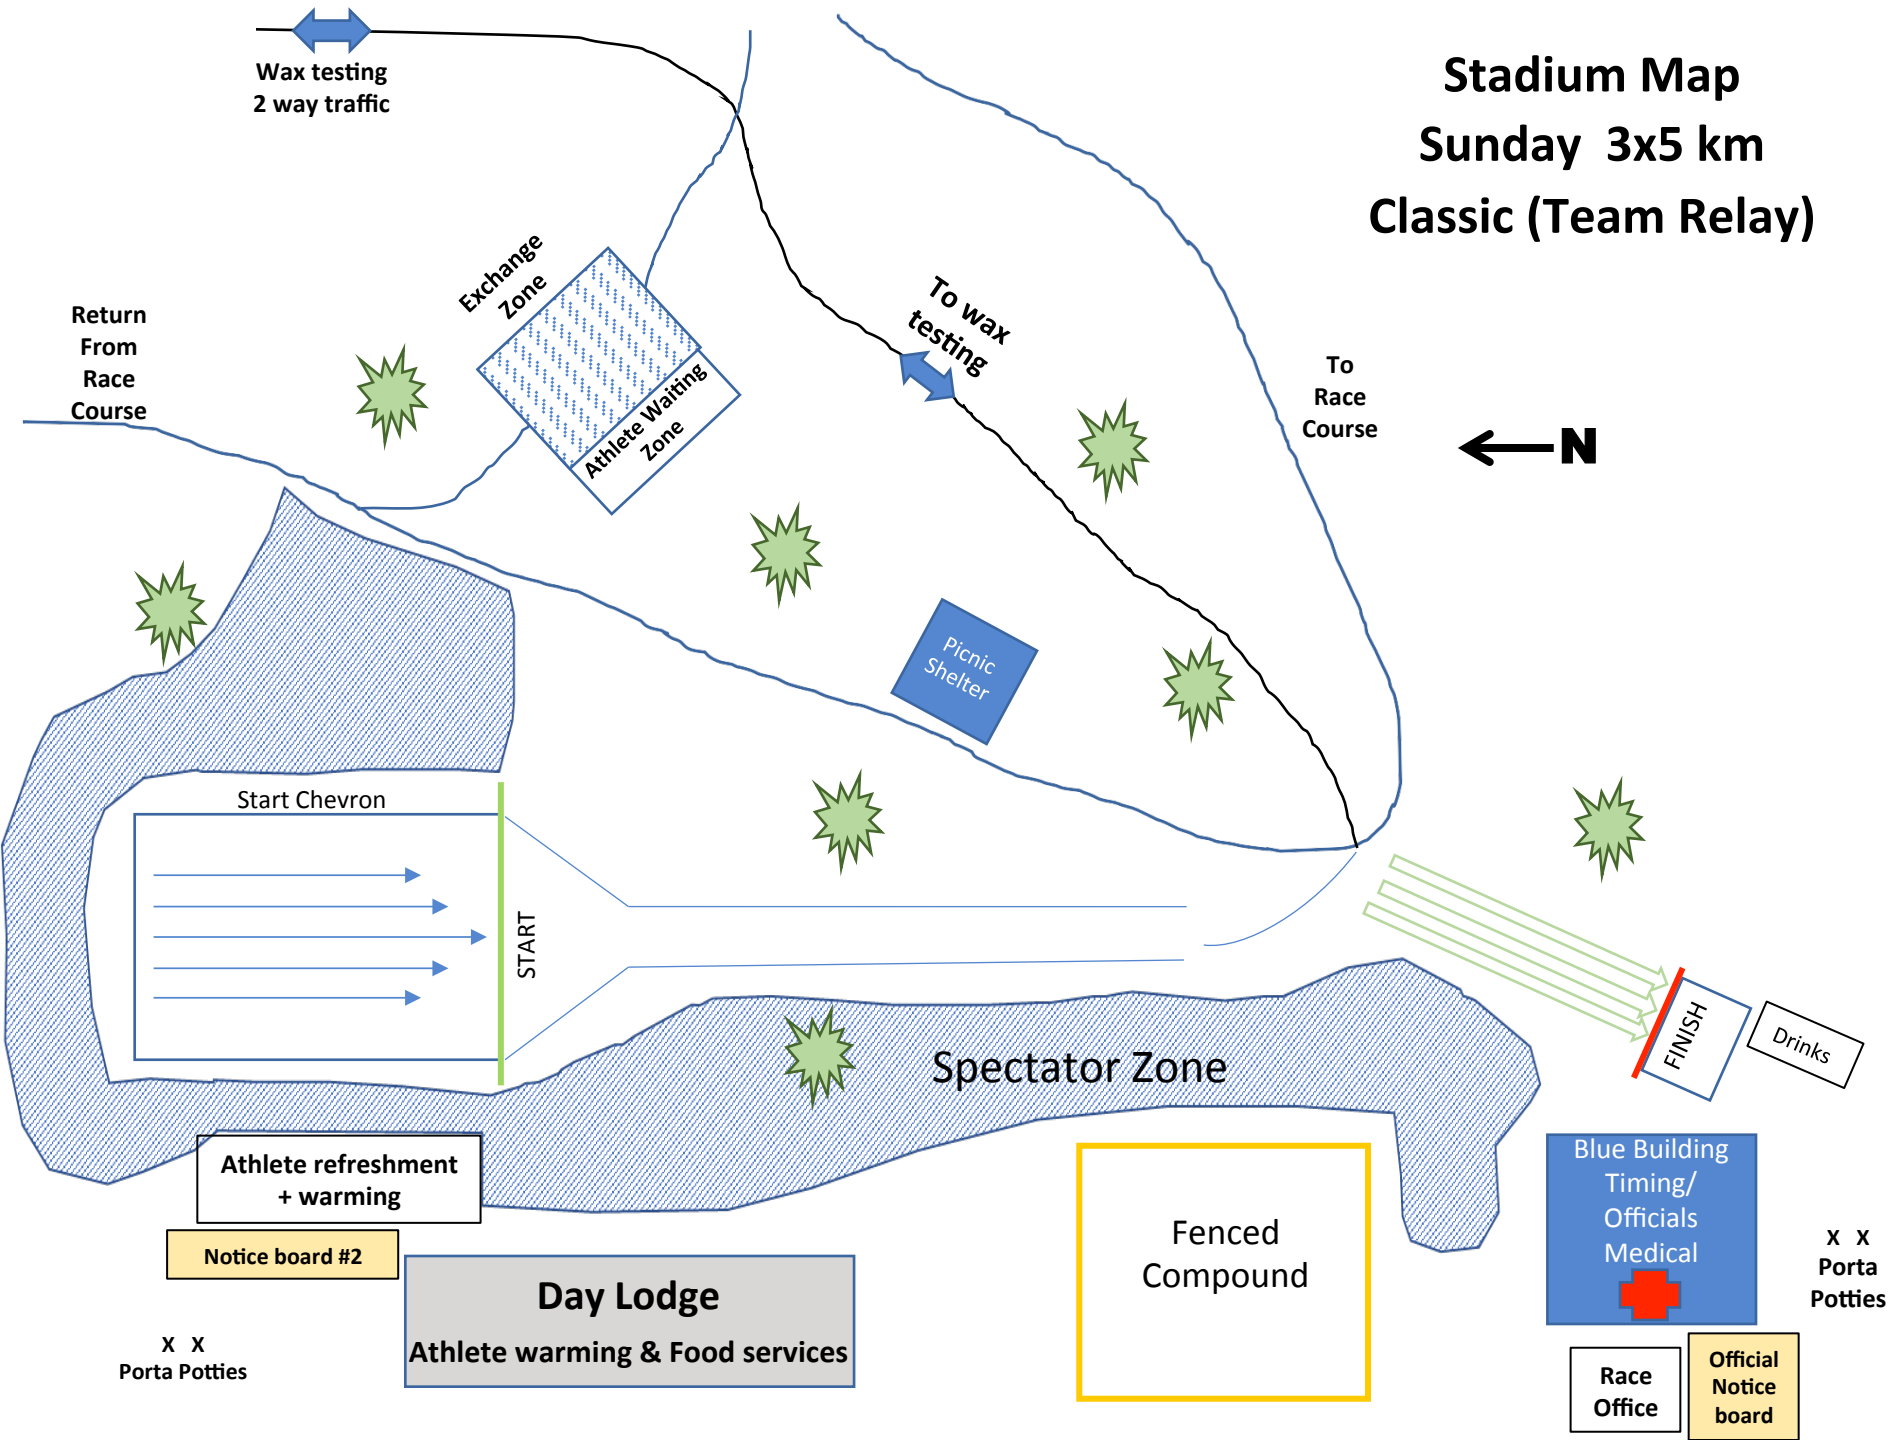 Stadium Map
Sunday 3x5 km
Classic (Team Relay)
Wax testing
2 way traffic
Exchange
Zone
Athlete Waiting
Zone
To wax
testing
Return
From
Race
Course
To
Race
Course
N
Picnic
Shelter
Start Chevron
START
Spectator Zone
FINISH
Drinks
Athlete refreshment
+ warming
Notice board #2
X X
Porta Potties
Day Lodge
Athlete warming & Food services
Fenced
Compound
Blue Building
Timing/
Officials
Medical
X X
Porta
Potties
Race
Office
Official
Notice
board